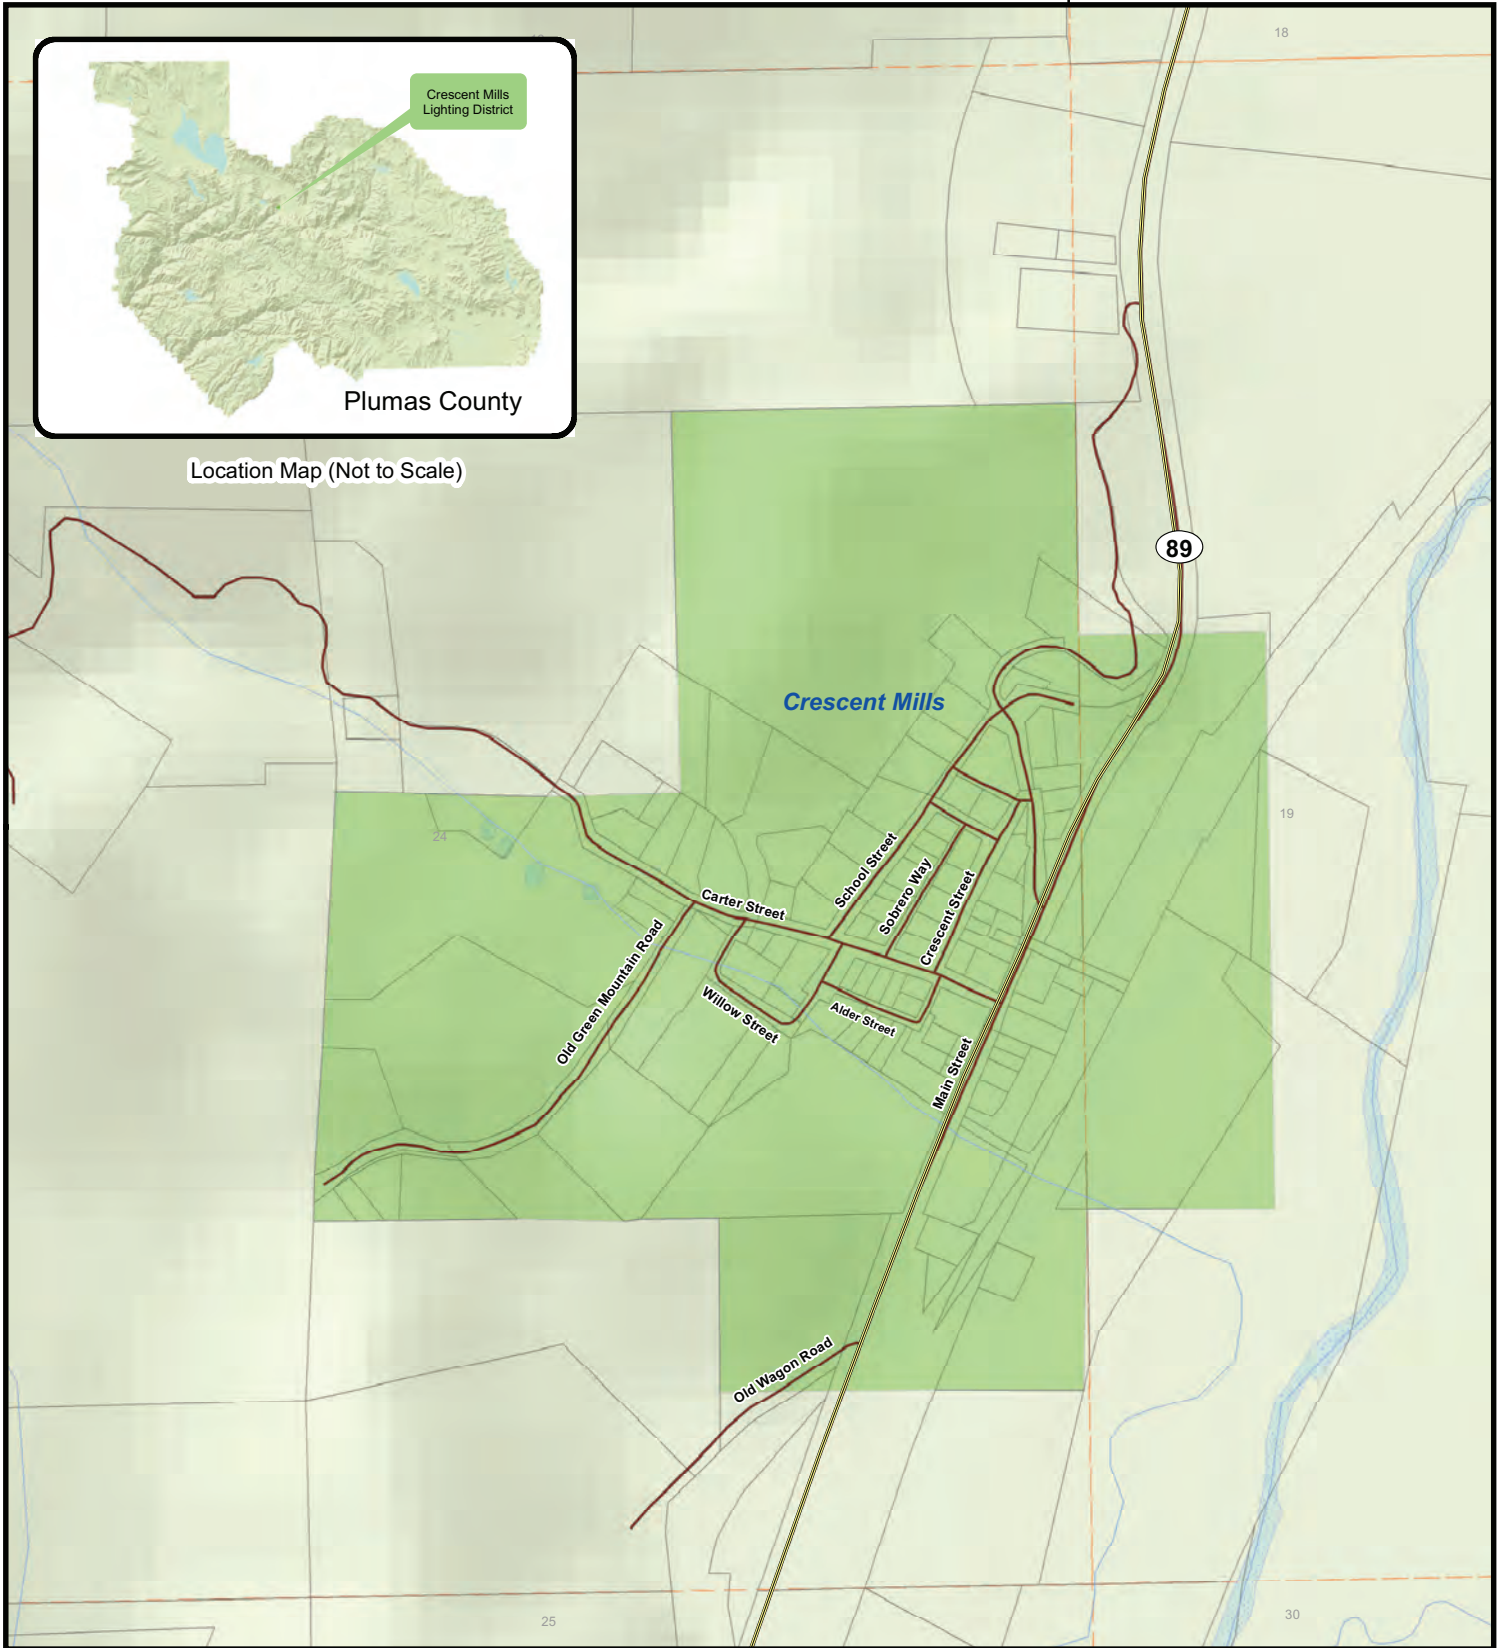 18
Crescent Mills
Lighting District
Plumas County
Location Map (Not to Scale)
89
Crescent Mills
19
24
School Street
Sobrero Way
Crescent Street
Carter Street
Old Green Mountain Road
Willow Street
Alder Street
Main Street
Old Wagon Road
25
30